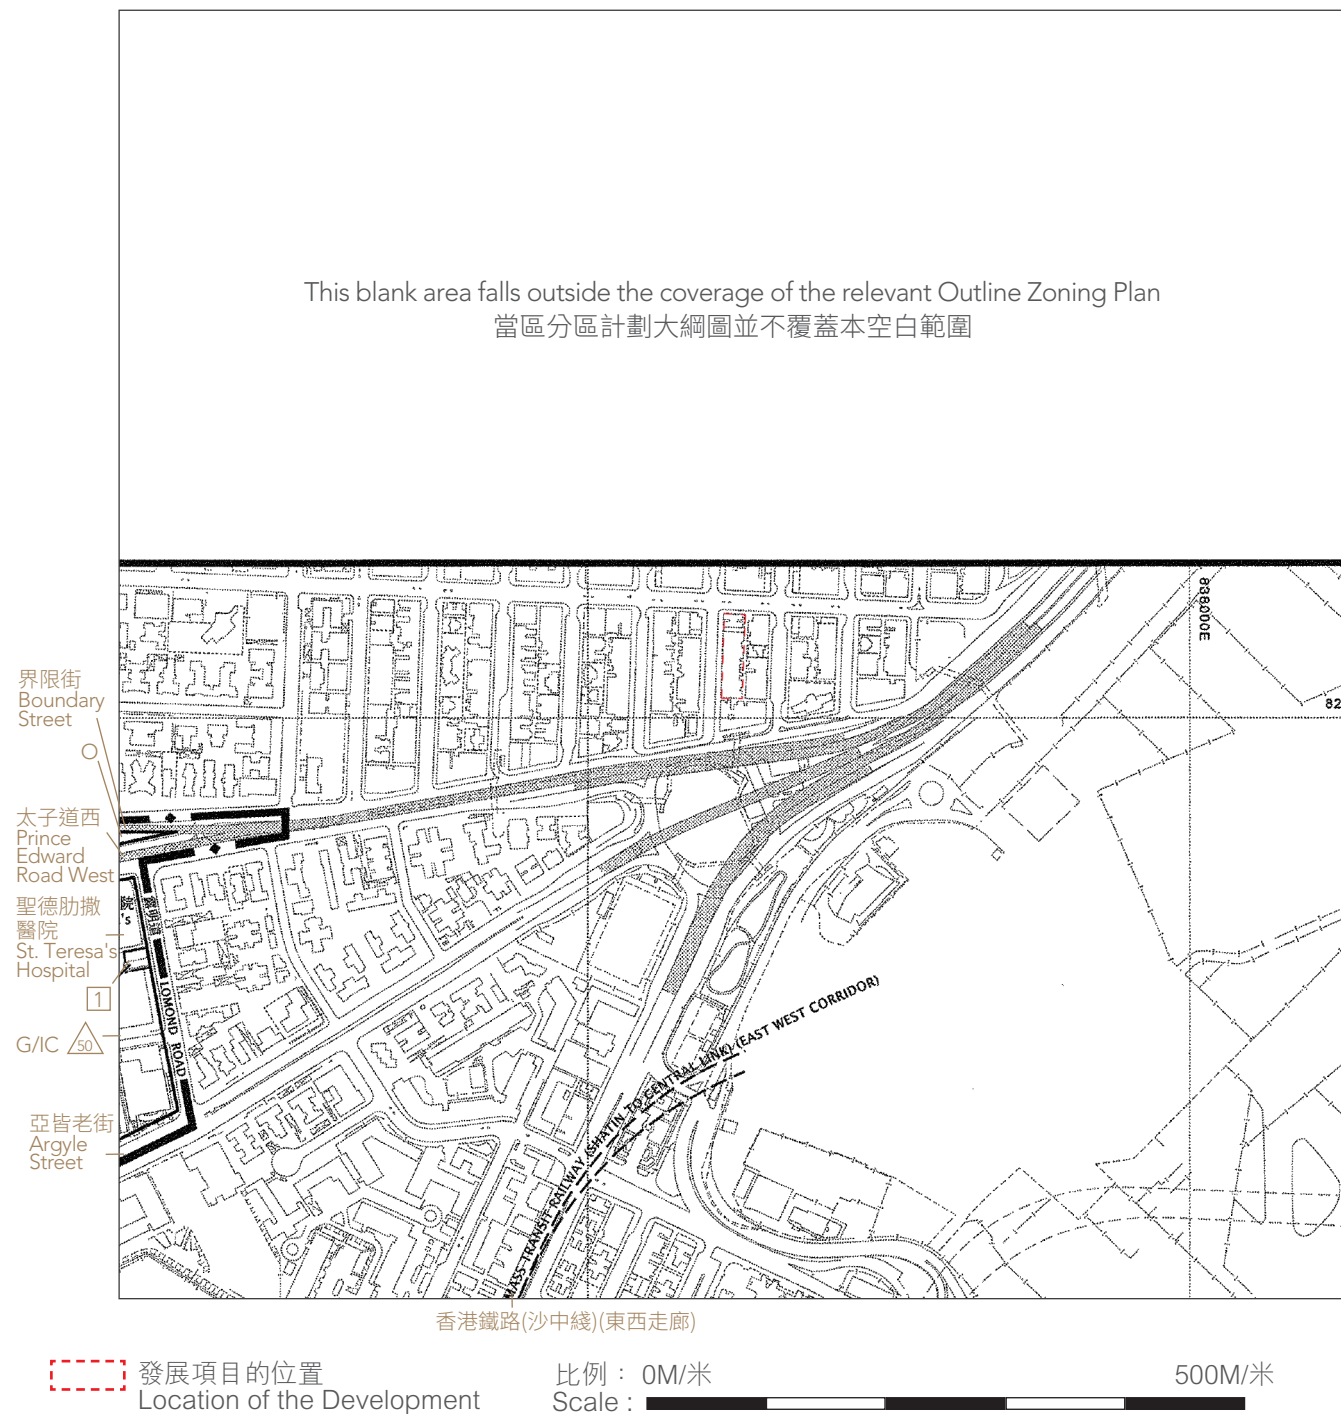 This blank area falls outside the coverage of the relevant Outline Zoning Plan
當區分區計劃大綱圖並不覆蓋本空白範圍
838000E
82
界限街
Boundary
Street
太子道西
Prince
Edward
Road West
聖德肋撒
醫院
St. Teresa's
Hospital
1
G/IC 50
亞皆老街
Argyle
Street
院
's
LOMOND ROAD
MASS TRANSIT RAILWAY (SHATIN TO CENTRAL LINK) (EAST WEST CORRIDOR)
香港鐵路(沙中綫)(東西走廊)
發展項目的位置
Location of the Development
比例： 0M/米 500M/米
Scale :